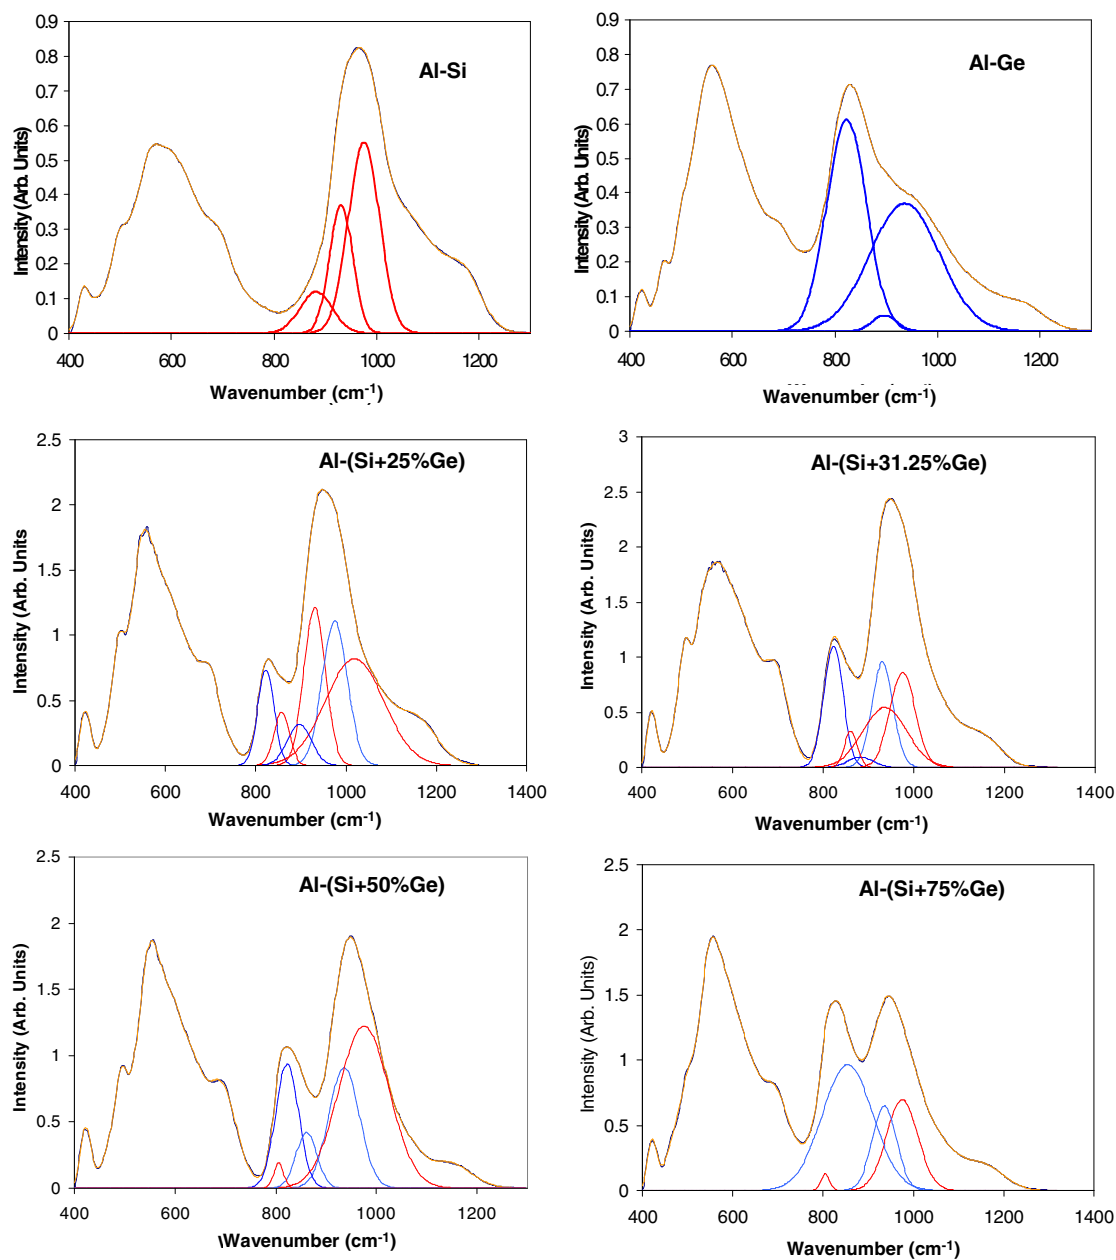 Al-Si
Intensity (Arb. Units)
0.9
0.8
0.7
0.6
0.5
0.4
0.3
0.2
0.1
0
400 600 800 1000 1200
Wavenumber (cm-1)
Al-Ge
Intensity (Arb. Units)
0.9
0.8
0.7
0.6
0.5
0.4
0.3
0.2
0.1
0
400 600 800 1000 1200
Wavenumber (cm-1)
Al-(Si+25%Ge)
Intensity (Arb. Units
2.5
2
1.5
1
0.5
0
400 600 800 1000 1200 1400
Wavenumber (cm-1)
Al-(Si+31.25%Ge)
Intensity (Arb. Units)
3
2.5
2
1.5
1
0.5
0
400 600 800 1000 1200 1400
Wavenumber (cm-1)
Al-(Si+50%Ge)
Intensity (Arb. Units)
2.5
2
1.5
1
0.5
0
400 600 800 1000 1200
\Wavenumber (cm-1)
Al-(Si+75%Ge)
Intensity (Arb. Units)
2.5
2
1.5
1
0.5
0
400 600 800 1000 1200 1400
Wavenumber (cm-1)